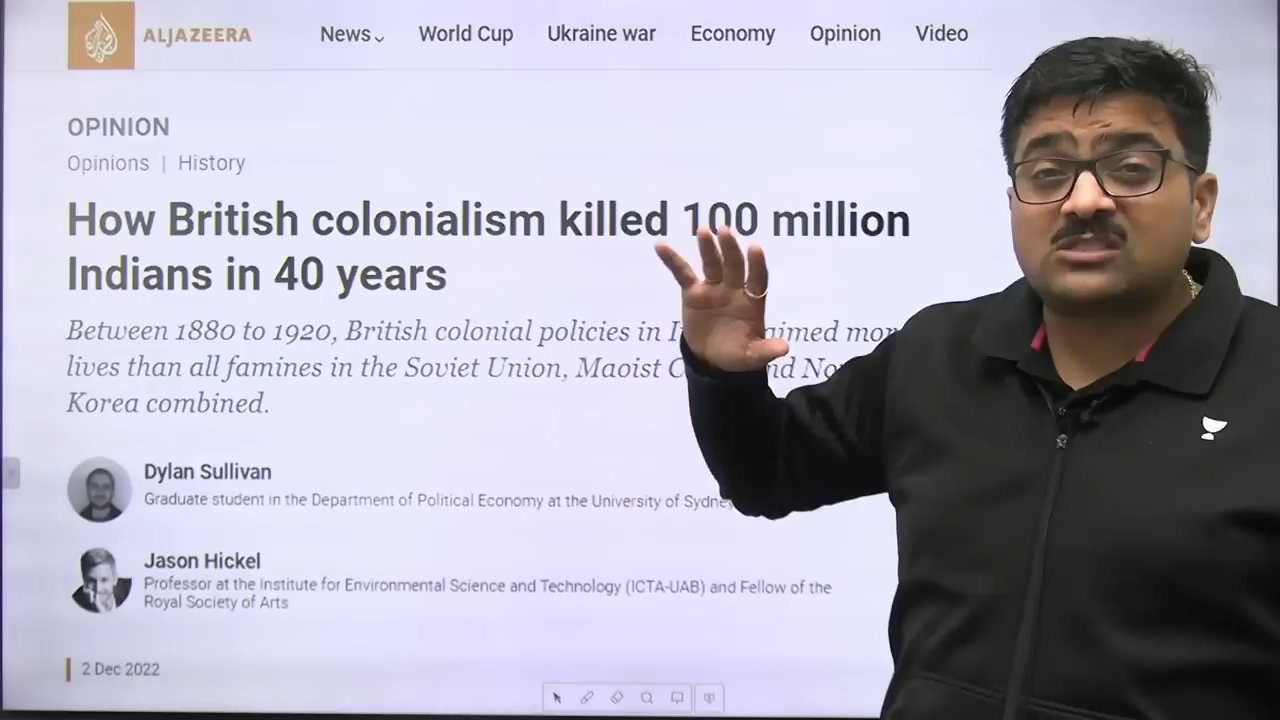 ALJAZEERA
News World Cup Ukraine war Economy Opinion Video
OPINION
Opinions | History
How British colonialism killed 100 million
Indians in 40 years
Between 1880 to 1920, British colonial policies in
lives than all famines in the Soviet Union, Maoist
Korea combined.
Dylan Sullivan
Graduate student in the Department of Political Economy at the University of
Jason Hickel
Professor at the Institute for Environmental Science and Technology (ICTA-UAB) and Fellow of the
Royal Society of Arts
2 Dec 2022